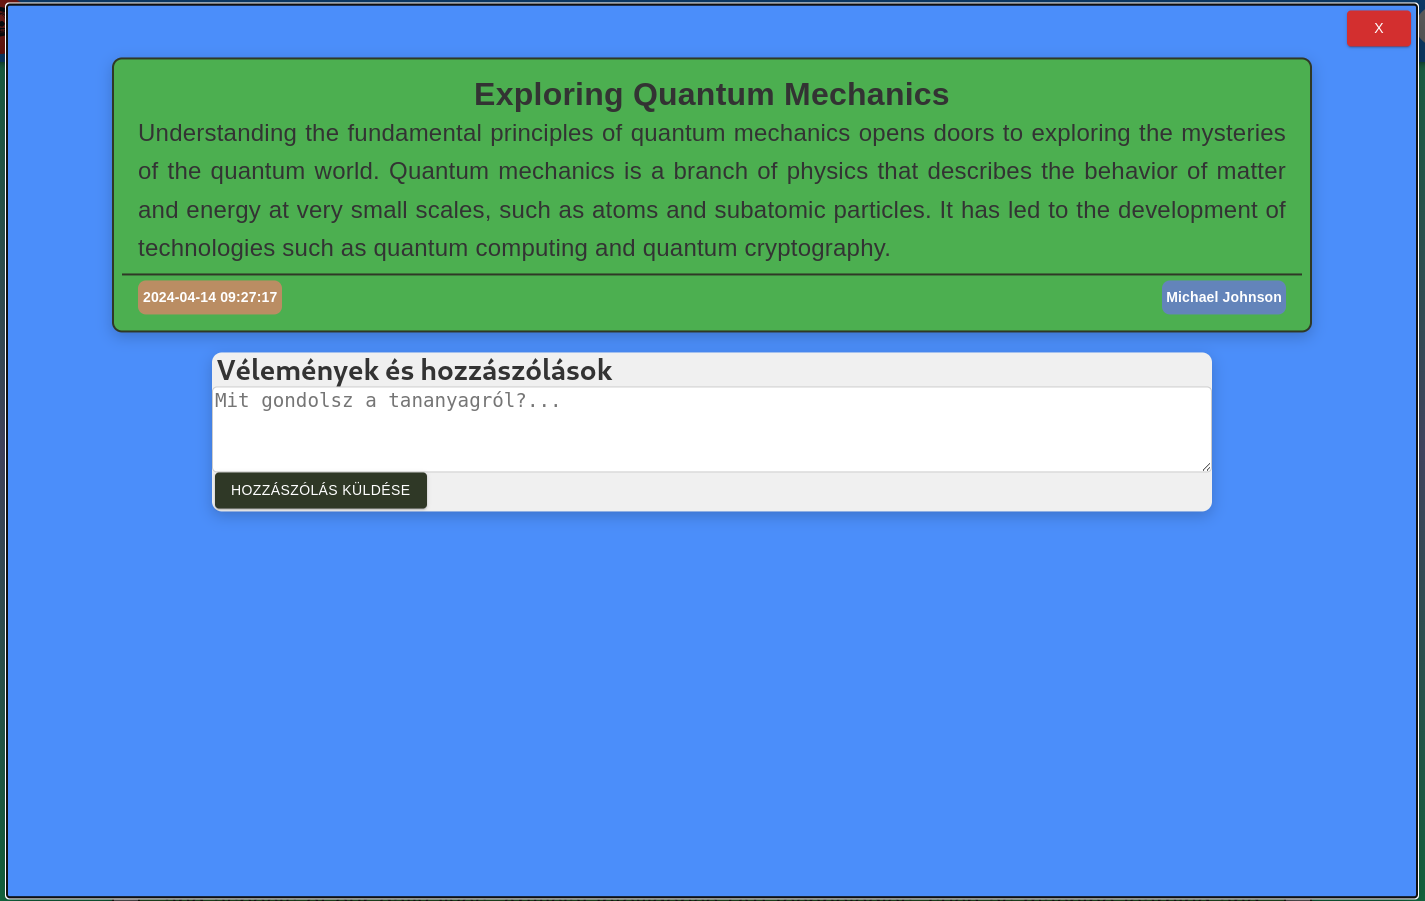 X
Exploring Quantum Mechanics
Understanding the fundamental principles of quantum mechanics opens doors to exploring the mysteries
of the quantum world. Quantum mechanics is a branch of physics that describes the behavior of matter
and energy at very small scales, such as atoms and subatomic particles. It has led to the development of
technologies such as quantum computing and quantum cryptography.
2024-04-14 09:27:17
Michael Johnson
Vélemények és hozzászólások
Mit gondolsz a tananyagról?...
HOZZÁSZÓLÁS KÜLDÉSE